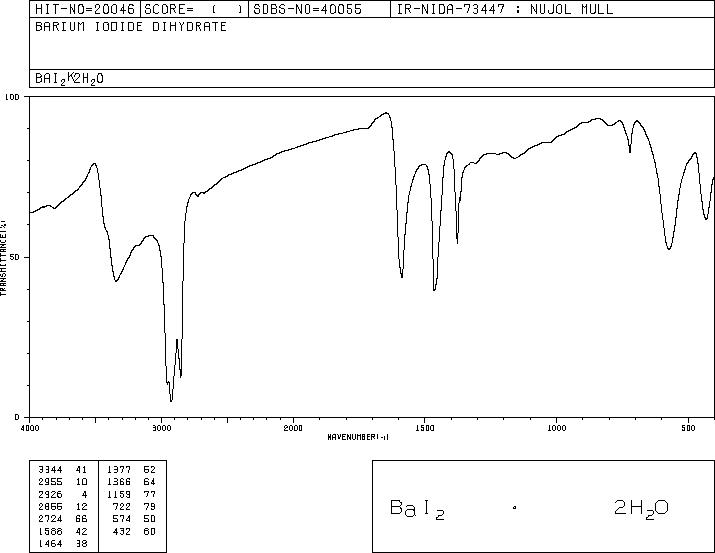 HIT-NO=20046 SCORE= ( ) SDBS-NO=40055 IR-NIDA-73447 : NUJOL MULL
BARIUM IODIDE DIHYDRATE
BAI2K2H2O
100
TRANSMITTANCE(%)
50
0
4000 3000 2000 1500 1000 500
WAVENUMBER(-1)
3344 41 1377 52
2955 10 1366 64
2926 4 1159 77
2855 12 722 79
2724 66 574 50
1588 42 432 60
1464 38
BaI2 · 2H2O